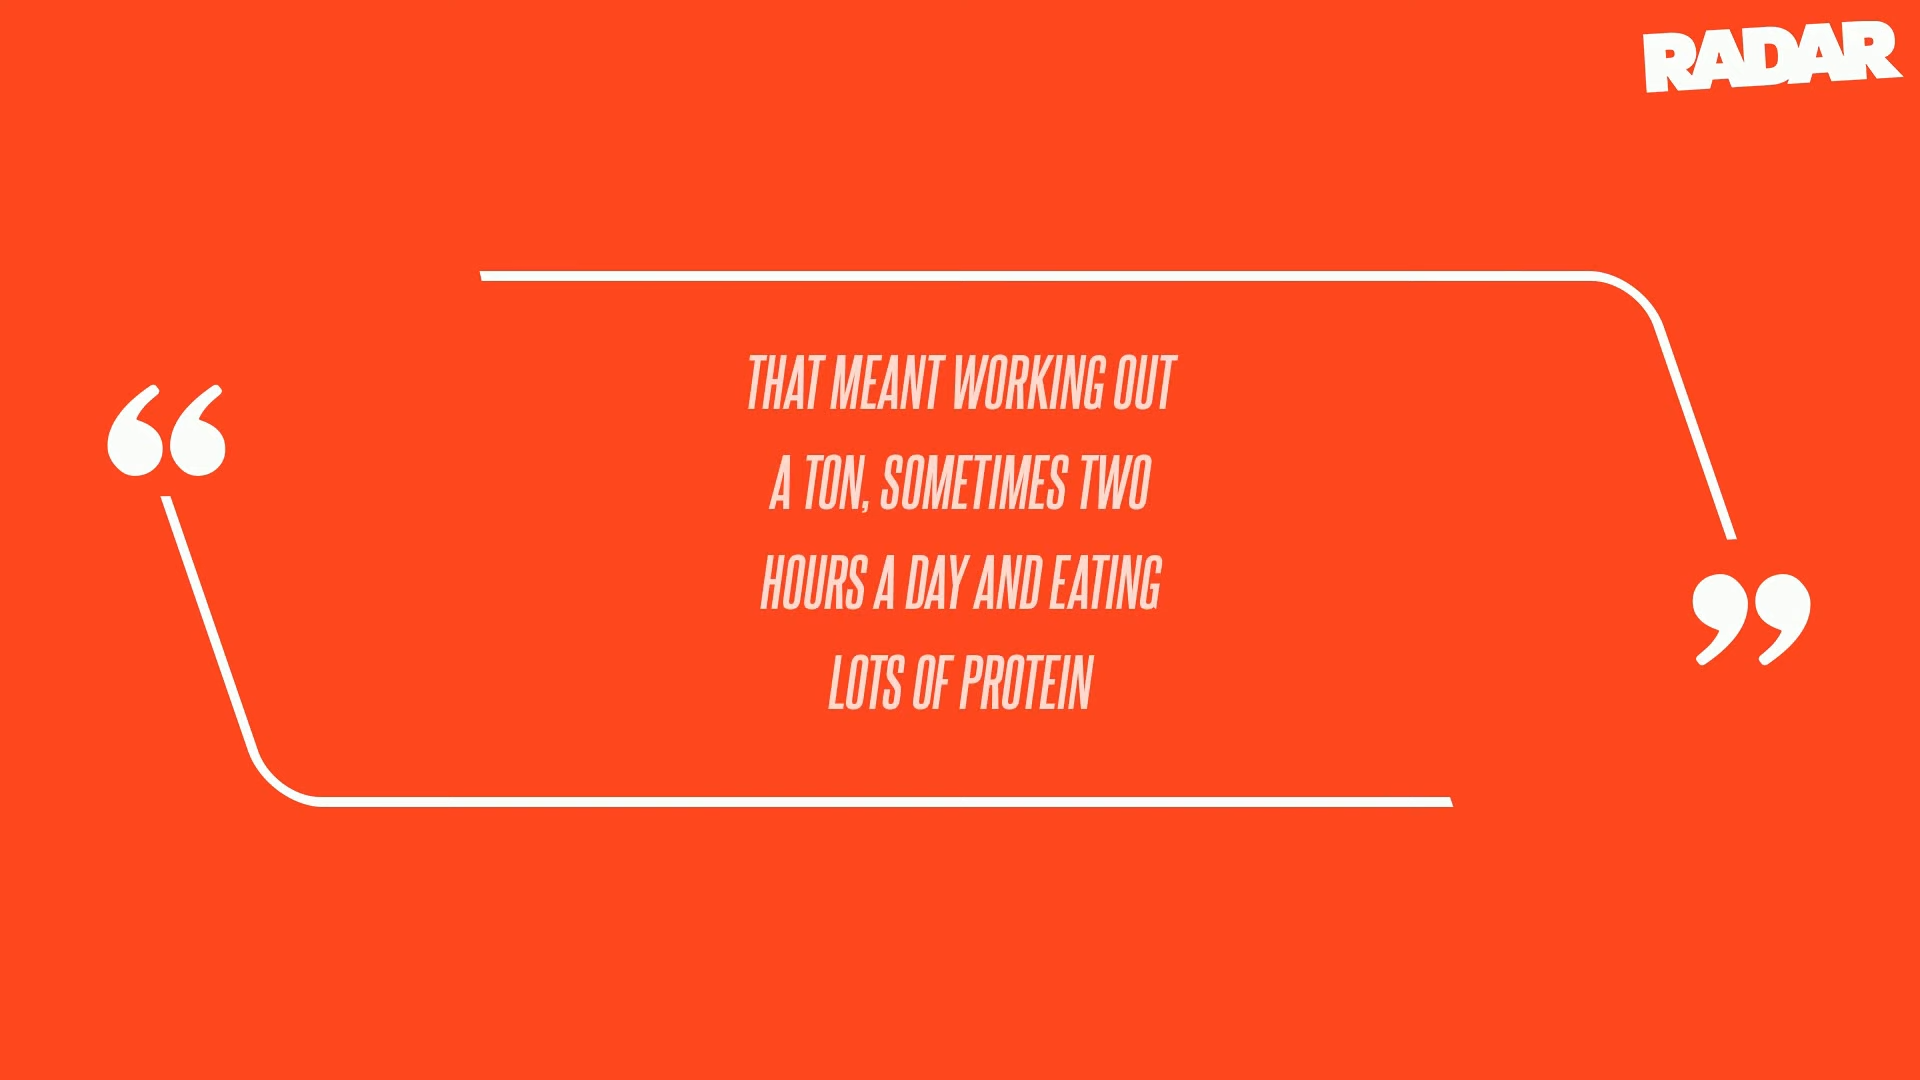 RADAR
“
THAT MEANT WORKING OUT
A TON, SOMETIMES TWO
HOURS A DAY AND EATING
LOTS OF PROTEIN
”